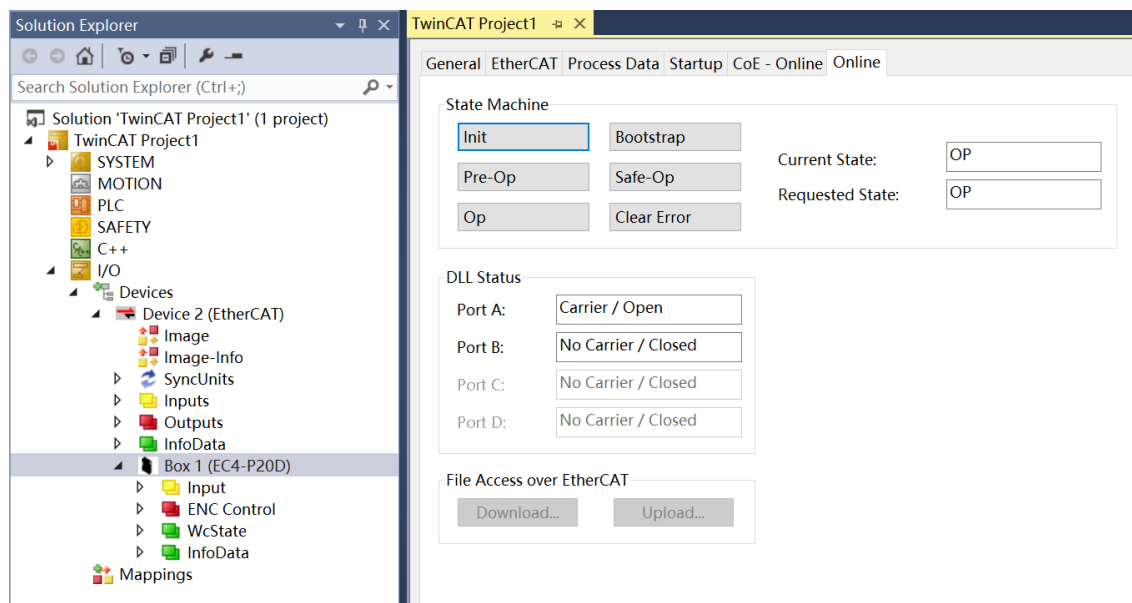 Solution Explorer
Search Solution Explorer (Ctrl+;)
Solution 'TwinCAT Project1' (1 project)
TwinCAT Project1
SYSTEM
MOTION
PLC
SAFETY
C++
I/O
Devices
Device 2 (EtherCAT)
Image
Image-Info
SyncUnits
Inputs
Outputs
InfoData
Box 1 (EC4-P20D)
Input
ENC Control
WcState
InfoData
Mappings
TwinCAT Project1
General EtherCAT Process Data Startup CoE - Online Online
State Machine
Init Bootstrap
Pre-Op Safe-Op
Op Clear Error
Current State: OP
Requested State: OP
DLL Status
Port A: Carrier / Open
Port B: No Carrier / Closed
Port C: No Carrier / Closed
Port D: No Carrier / Closed
File Access over EtherCAT
Download... Upload...